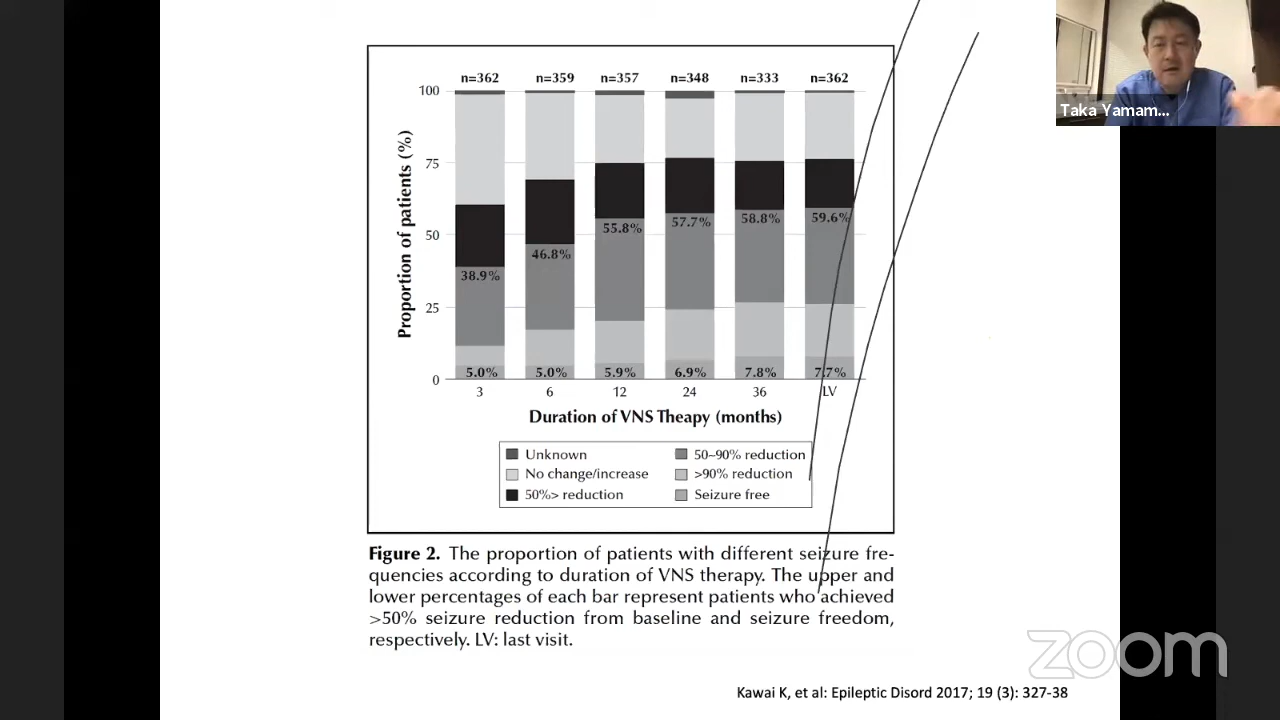 Taka Yamam...
n=362 n=359 n=357 n=348 n=333 n=362
100
75
50
25
0
Proportion of patients (%)
38.9% 46.8% 55.8% 57.7% 58.8% 59.6%
5.0% 5.0% 5.9% 6.9% 7.8% 7.7%
3 6 12 24 36 LV
Duration of VNS Theapy (months)
Unknown 50–90% reduction
No change/increase >90% reduction
50%> reduction Seizure free
Figure 2. The proportion of patients with different seizure fre-
quencies according to duration of VNS therapy. The upper and
lower percentages of each bar represent patients who achieved
>50% seizure reduction from baseline and seizure freedom,
respectively. LV: last visit.
zoom
Kawai K, et al: Epileptic Disord 2017; 19 (3): 327-38